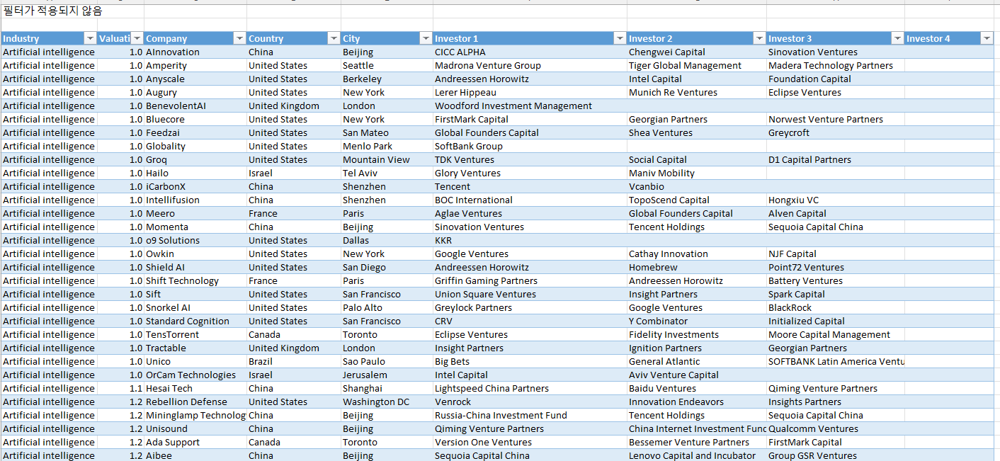 필터가 적용되지 않음
Industry Valuati Company Country City Investor 1 Investor 2 Investor 3 Investor 4
Artificial intelligence 1.0 AInnovation China Beijing CICC ALPHA Chengwei Capital Sinovation Ventures
Artificial intelligence 1.0 Amperity United States Seattle Madrona Venture Group Tiger Global Management Madera Technology Partners
Artificial intelligence 1.0 Anyscale United States Berkeley Andreessen Horowitz Intel Capital Foundation Capital
Artificial intelligence 1.0 Augury United States New York Lerer Hippeau Munich Re Ventures Eclipse Ventures
Artificial intelligence 1.0 BenevolentAI United Kingdom London Woodford Investment Management
Artificial intelligence 1.0 Bluecore United States New York FirstMark Capital Georgian Partners Norwest Venture Partners
Artificial intelligence 1.0 Feedzai United States San Mateo Global Founders Capital Shea Ventures Greycroft
Artificial intelligence 1.0 Globality United States Menlo Park SoftBank Group
Artificial intelligence 1.0 Groq United States Mountain View TDK Ventures Social Capital D1 Capital Partners
Artificial intelligence 1.0 Hailo Israel Tel Aviv Glory Ventures Maniv Mobility
Artificial intelligence 1.0 iCarbonX China Shenzhen Tencent Vcanbio
Artificial intelligence 1.0 Intellifusion China Shenzhen BOC International TopoScend Capital Hongxiu VC
Artificial intelligence 1.0 Meero France Paris Aglae Ventures Global Founders Capital Alven Capital
Artificial intelligence 1.0 Momenta China Beijing Sinovation Ventures Tencent Holdings Sequoia Capital China
Artificial intelligence 1.0 o9 Solutions United States Dallas KKR
Artificial intelligence 1.0 Owkin United States New York Google Ventures Cathay Innovation NJF Capital
Artificial intelligence 1.0 Shield AI United States San Diego Andreessen Horowitz Homebrew Point72 Ventures
Artificial intelligence 1.0 Shift Technology France Paris Griffin Gaming Partners Andreessen Horowitz Battery Ventures
Artificial intelligence 1.0 Sift United States San Francisco Union Square Ventures Insight Partners Spark Capital
Artificial intelligence 1.0 Snorkel AI United States Palo Alto Greylock Partners Google Ventures BlackRock
Artificial intelligence 1.0 Standard Cognition United States San Francisco CRV Y Combinator Initialized Capital
Artificial intelligence 1.0 TensTorrent Canada Toronto Eclipse Ventures Fidelity Investments Moore Capital Management
Artificial intelligence 1.0 Tractable United Kingdom London Insight Partners Ignition Partners Georgian Partners
Artificial intelligence 1.0 Unico Brazil Sao Paulo Big Bets General Atlantic SOFTBANK Latin America Ventu
Artificial intelligence 1.0 OrCam Technologies Israel Jerusalem Intel Capital Aviv Venture Capital
Artificial intelligence 1.1 Hesai Tech China Shanghai Lightspeed China Partners Baidu Ventures Qiming Venture Partners
Artificial intelligence 1.2 Rebellion Defense United States Washington DC Venrock Innovation Endeavors Insights Partners
Artificial intelligence 1.2 Mininglamp Technolog China Beijing Russia-China Investment Fund Tencent Holdings Sequoia Capital China
Artificial intelligence 1.2 Unisound China Beijing Qiming Venture Partners China Internet Investment Func Qualcomm Ventures
Artificial intelligence 1.2 Ada Support Canada Toronto Version One Ventures Bessemer Venture Partners FirstMark Capital
Artificial intelligence 1.2 Aibee China Beijing Sequoia Capital China Lenovo Capital and Incubator Group GSR Ventures